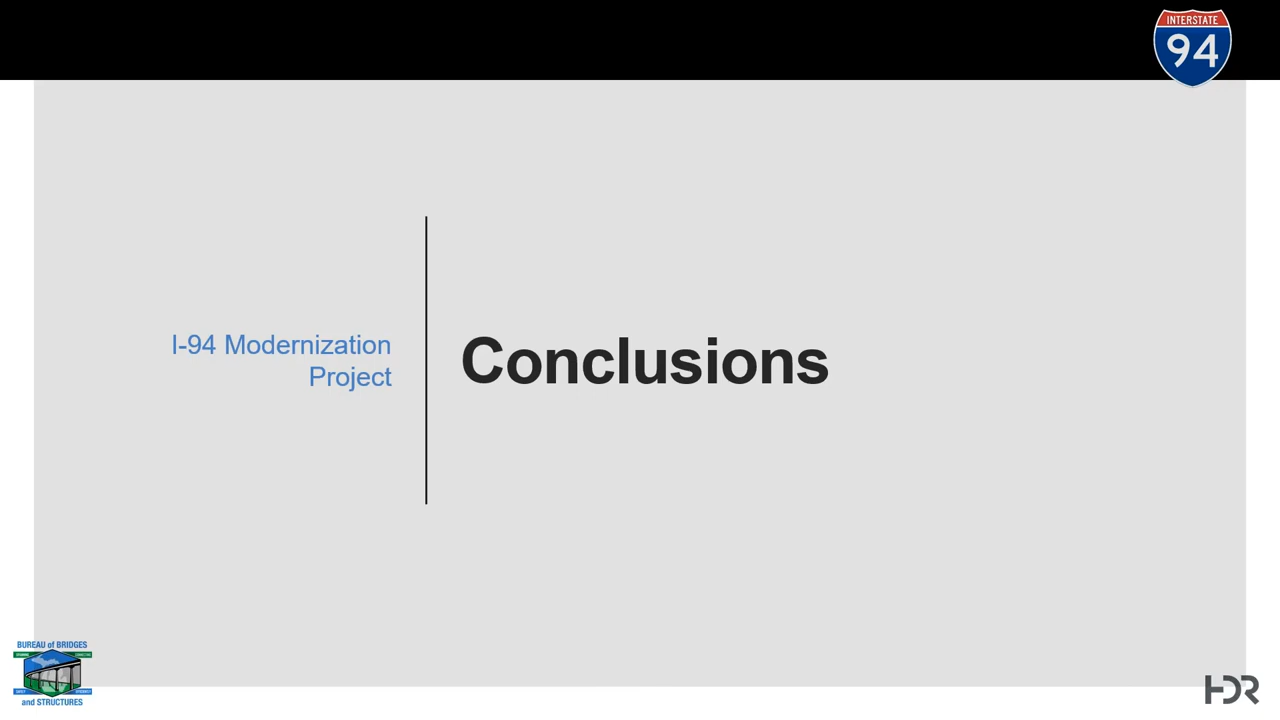 INTERSTATE
94
I-94 Modernization
Project
Conclusions
BUREAU of BRIDGES
and STRUCTURES
HDR